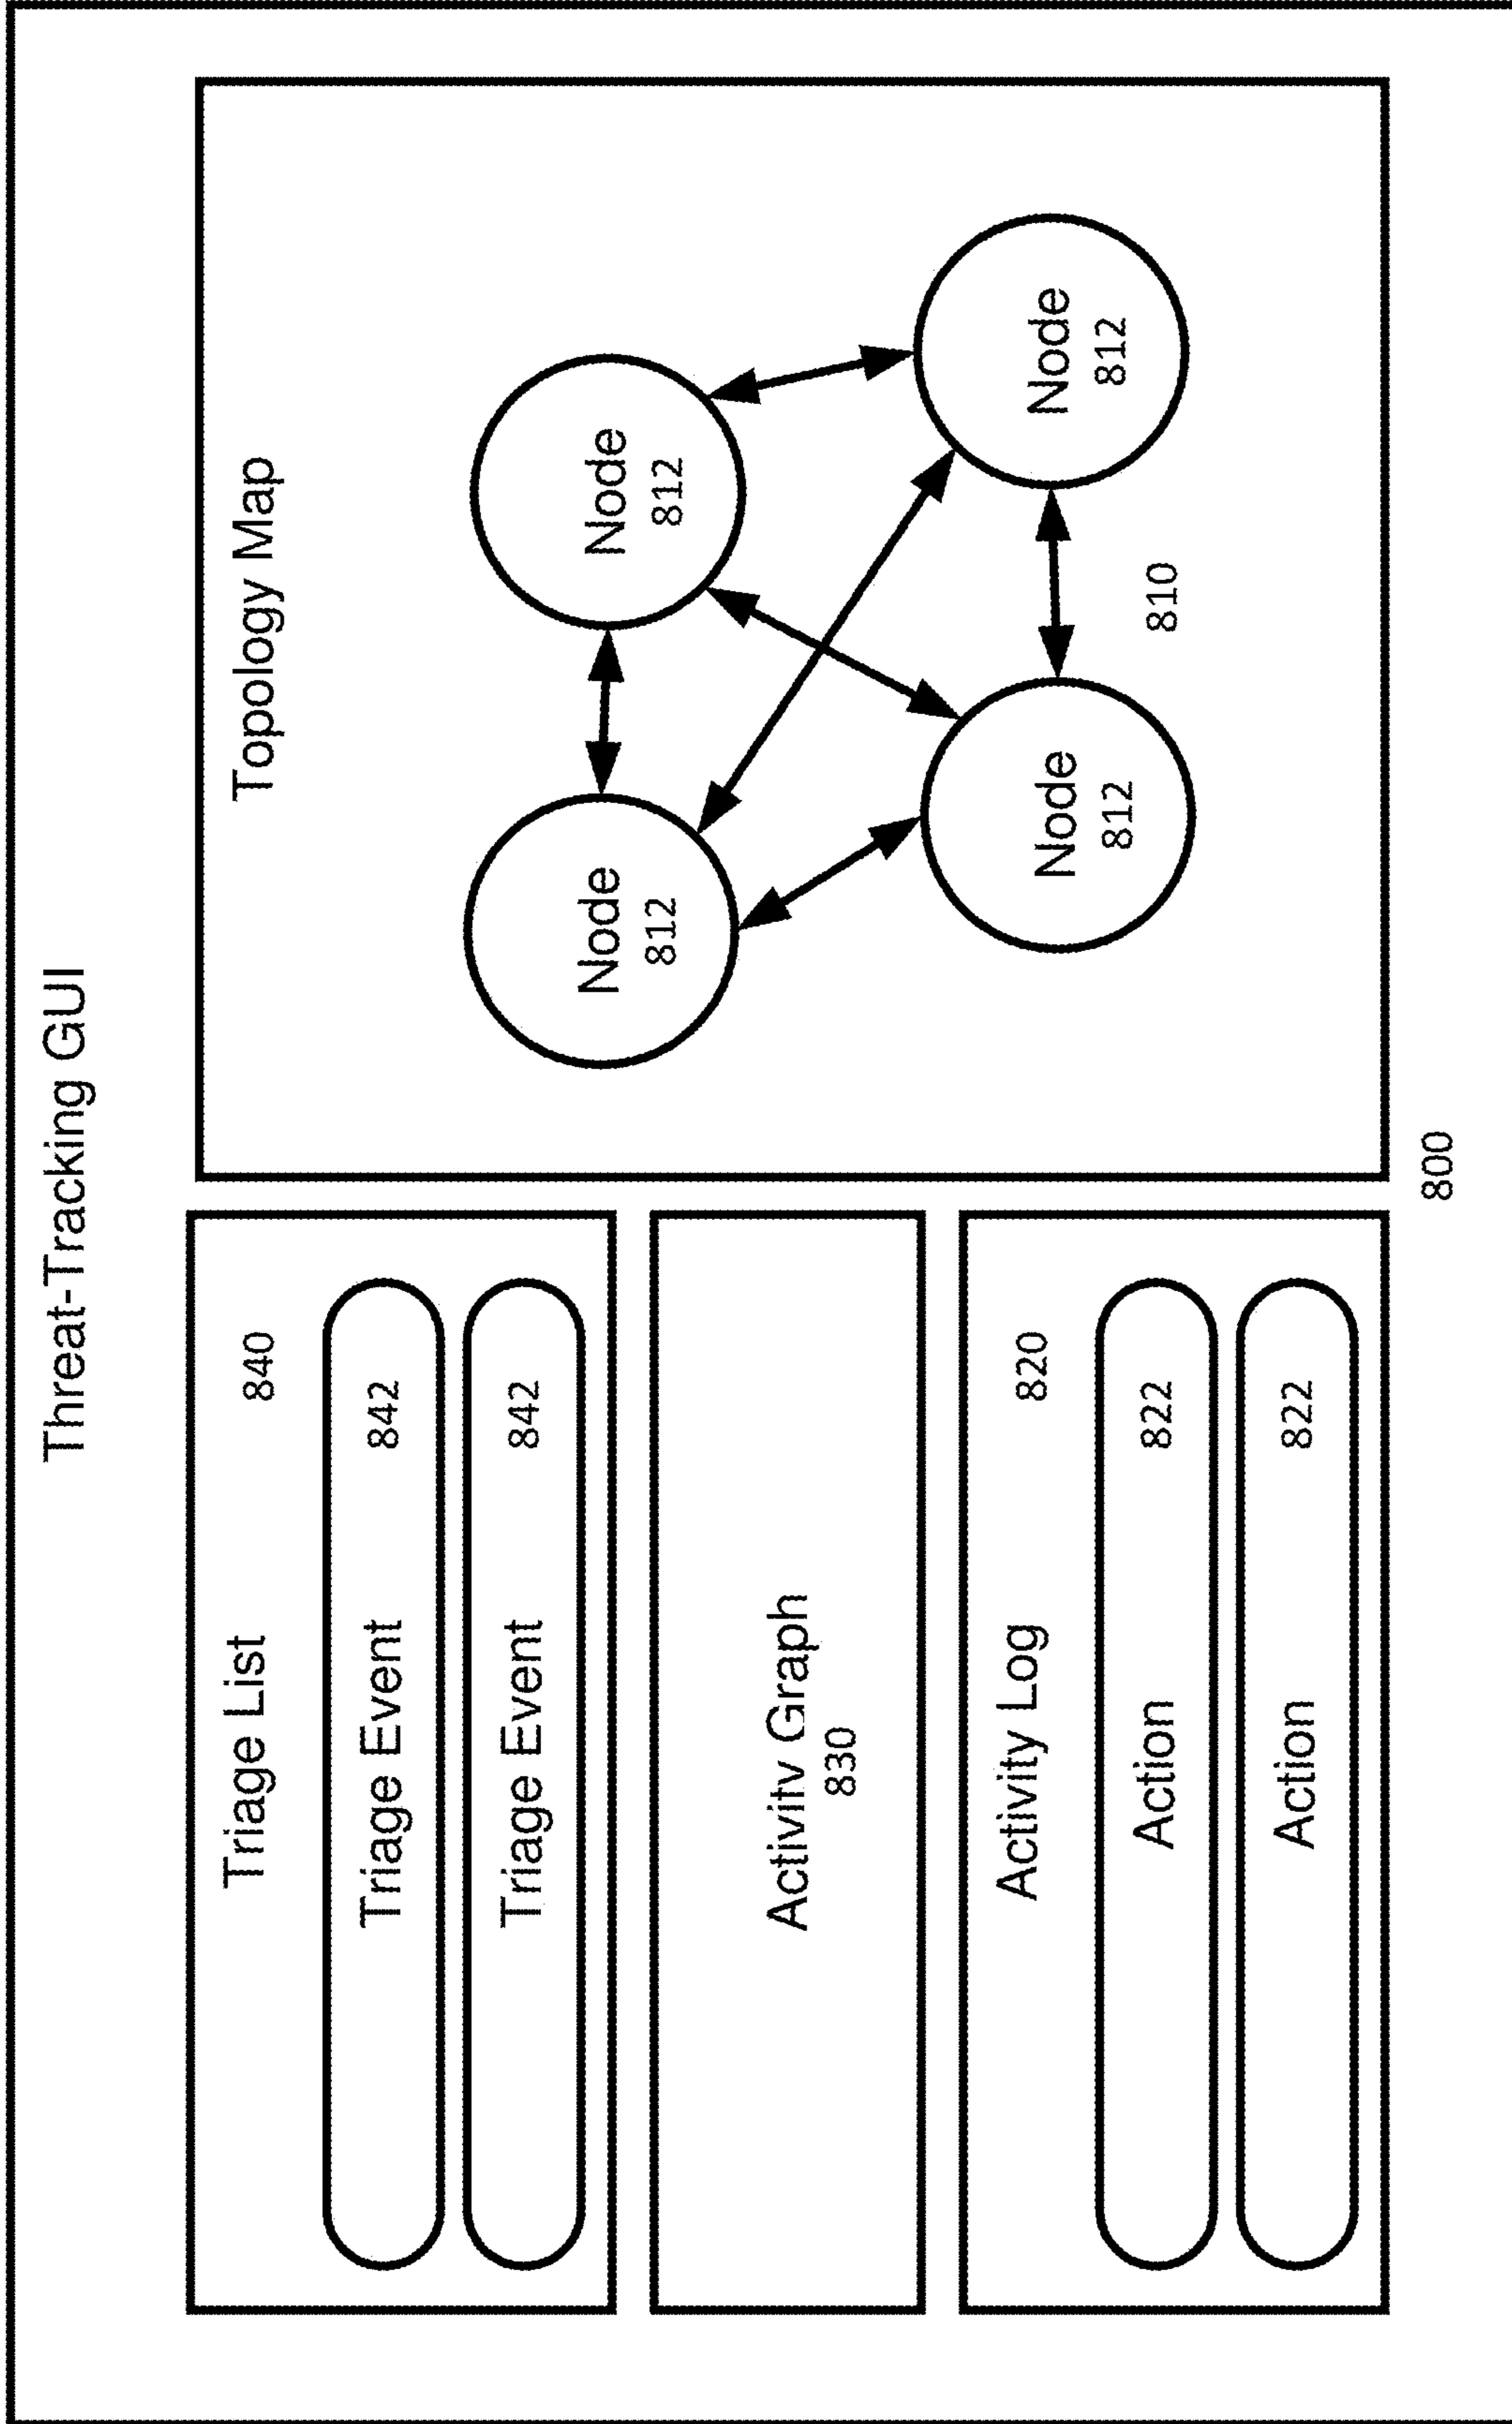 Threat-Tracking GUI
Triage List
840
Triage Event 842
Triage Event 842
Activity Graph
830
Activity Log
820
Action 822
Action 822
Topology Map
Node
812
Node
812
Node
812
Node
812
810
800